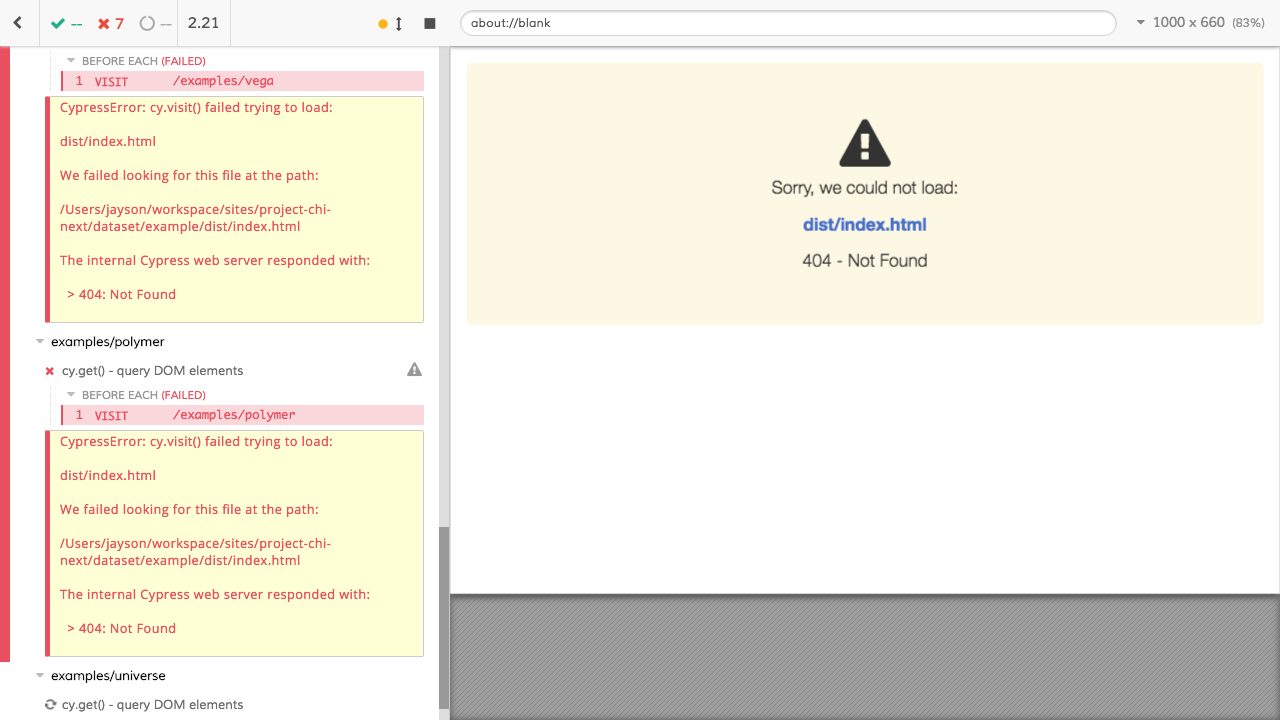 -- 7 -- 2.21
about://blank
1000 x 660 (83%)
BEFORE EACH (FAILED)
1 VISIT /examples/vega
CypressError: cy.visit() failed trying to load:
dist/index.html
We failed looking for this file at the path:
/Users/jayson/workspace/sites/project-chi-
next/dataset/example/dist/index.html
The internal Cypress web server responded with:
> 404: Not Found
examples/polymer
cy.get() - query DOM elements
BEFORE EACH (FAILED)
1 VISIT /examples/polymer
CypressError: cy.visit() failed trying to load:
dist/index.html
We failed looking for this file at the path:
/Users/jayson/workspace/sites/project-chi-
next/dataset/example/dist/index.html
The internal Cypress web server responded with:
> 404: Not Found
examples/universe
cy.get() - query DOM elements
Sorry, we could not load:
dist/index.html
404 - Not Found